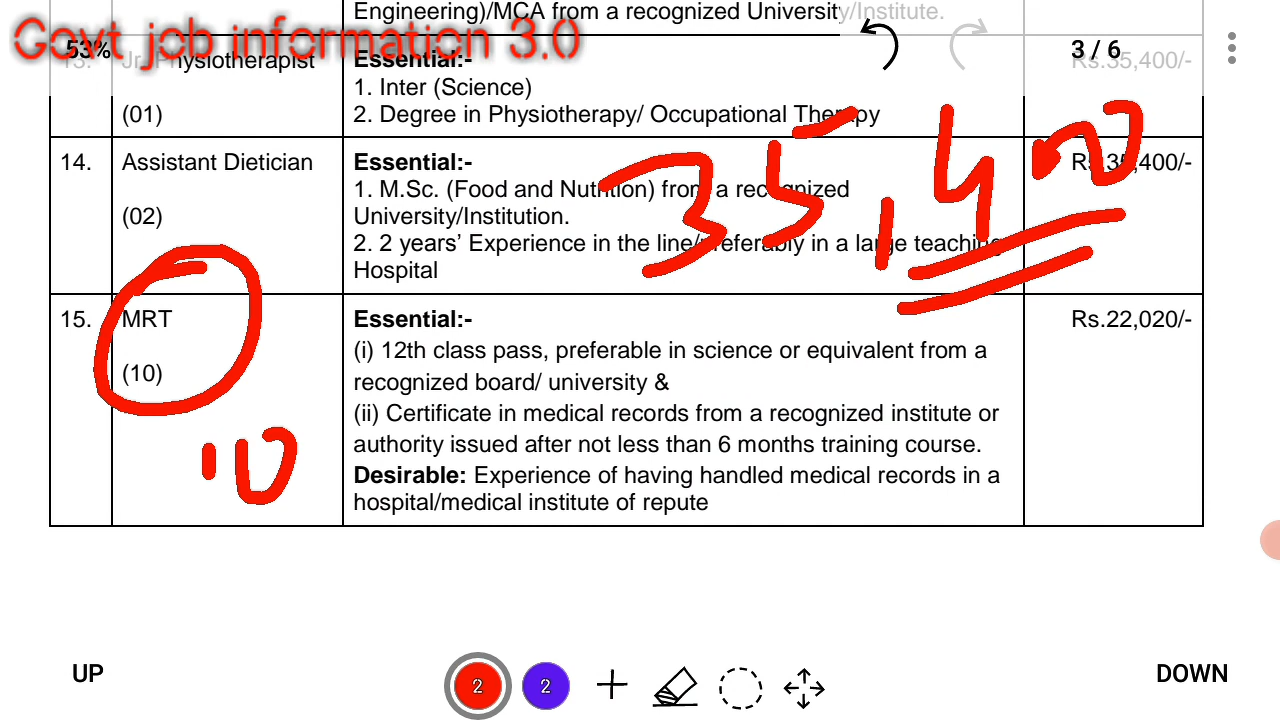 Engineering)/MCA from a recognized University/Institute.
Govt job information 3.0
53%
3 / 6
13. Jr. Physiotherapist
(01)
Essential:-
1. Inter (Science)
2. Degree in Physiotherapy/ Occupational Therapy
Rs.35,400/-
14. Assistant Dietician
(02)
Essential:-
1. M.Sc. (Food and Nutrition) from a recognized
University/Institution.
2. 2 years’ Experience in the line/preferably in a large teaching
Hospital
Rs.35,400/-
35,400
15. MRT
(10)
10
Essential:-
(i) 12th class pass, preferable in science or equivalent from a
recognized board/ university &
(ii) Certificate in medical records from a recognized institute or
authority issued after not less than 6 months training course.
Desirable: Experience of having handled medical records in a
hospital/medical institute of repute
Rs.22,020/-
UP
2
2
DOWN